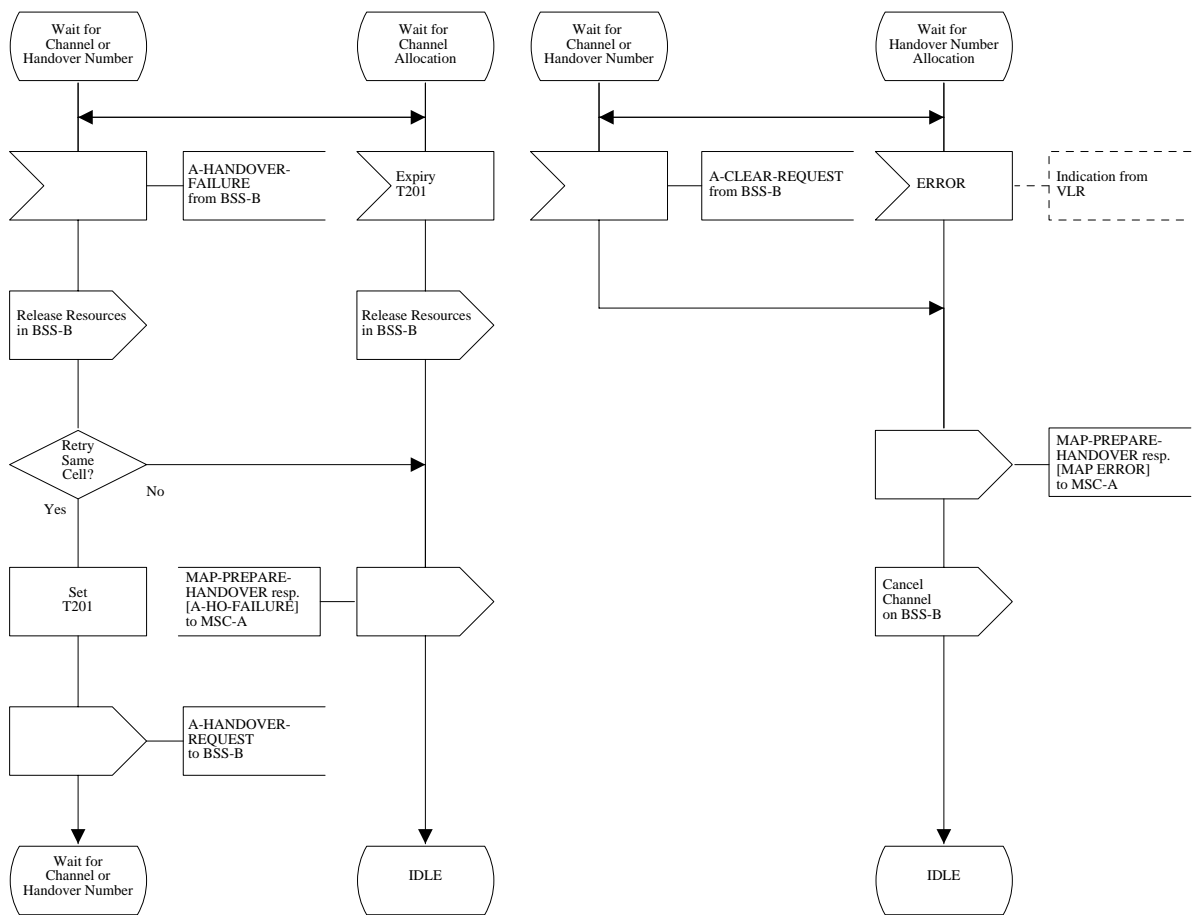 Wait for
Channel or
Handover Number
Wait for
Channel
Allocation
Wait for
Channel or
Handover Number
Wait for
Handover Number
Allocation
A-HANDOVER-
FAILURE
from BSS-B
Expiry
T201
A-CLEAR-REQUEST
from BSS-B
ERROR
Indication from
VLR
Release Resources
in BSS-B
Release Resources
in BSS-B
Retry
Same
Cell?
No
Yes
MAP-PREPARE-
HANDOVER resp.
[MAP ERROR]
to MSC-A
Set
T201
MAP-PREPARE-
HANDOVER resp.
[A-HO-FAILURE]
to MSC-A
Cancel
Channel
on BSS-B
A-HANDOVER-
REQUEST
to BSS-B
Wait for
Channel or
Handover Number
IDLE
IDLE